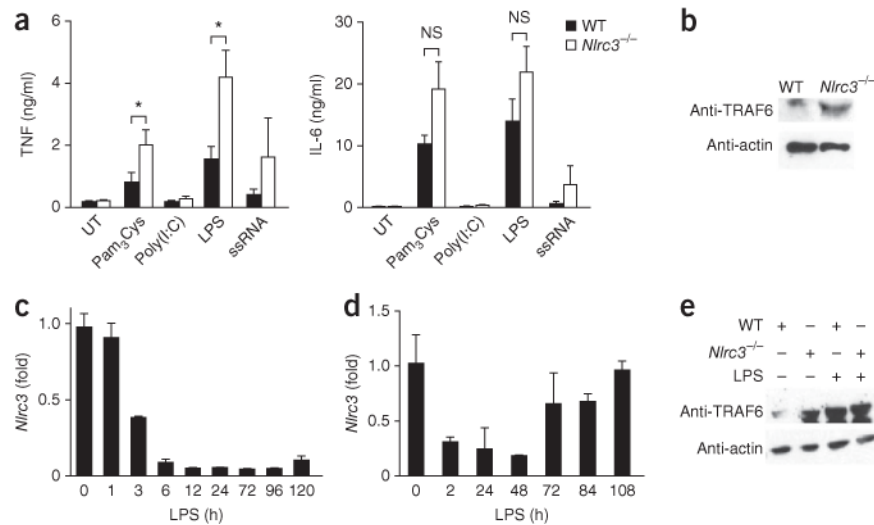 a
TNF (ng/ml)
6
4
2
0
*
*
UT
Pam₃Cys
Poly(I:C)
LPS
ssRNA
IL-6 (ng/ml)
30
20
10
0
NS
NS
WT
Nlrc3⁻/⁻
UT
Pam₃Cys
Poly(I:C)
LPS
ssRNA
b
WT Nlrc3⁻/⁻
Anti-TRAF6
Anti-actin
c
Nlrc3 (fold)
1.0
0.5
0
0 1 3 6 12 24 72 96 120
LPS (h)
d
Nlrc3 (fold)
1.5
1.0
0.5
0
0 2 24 48 72 84 108
LPS (h)
e
WT + – + –
Nlrc3⁻/⁻ – + – +
LPS – – + +
Anti-TRAF6
Anti-actin